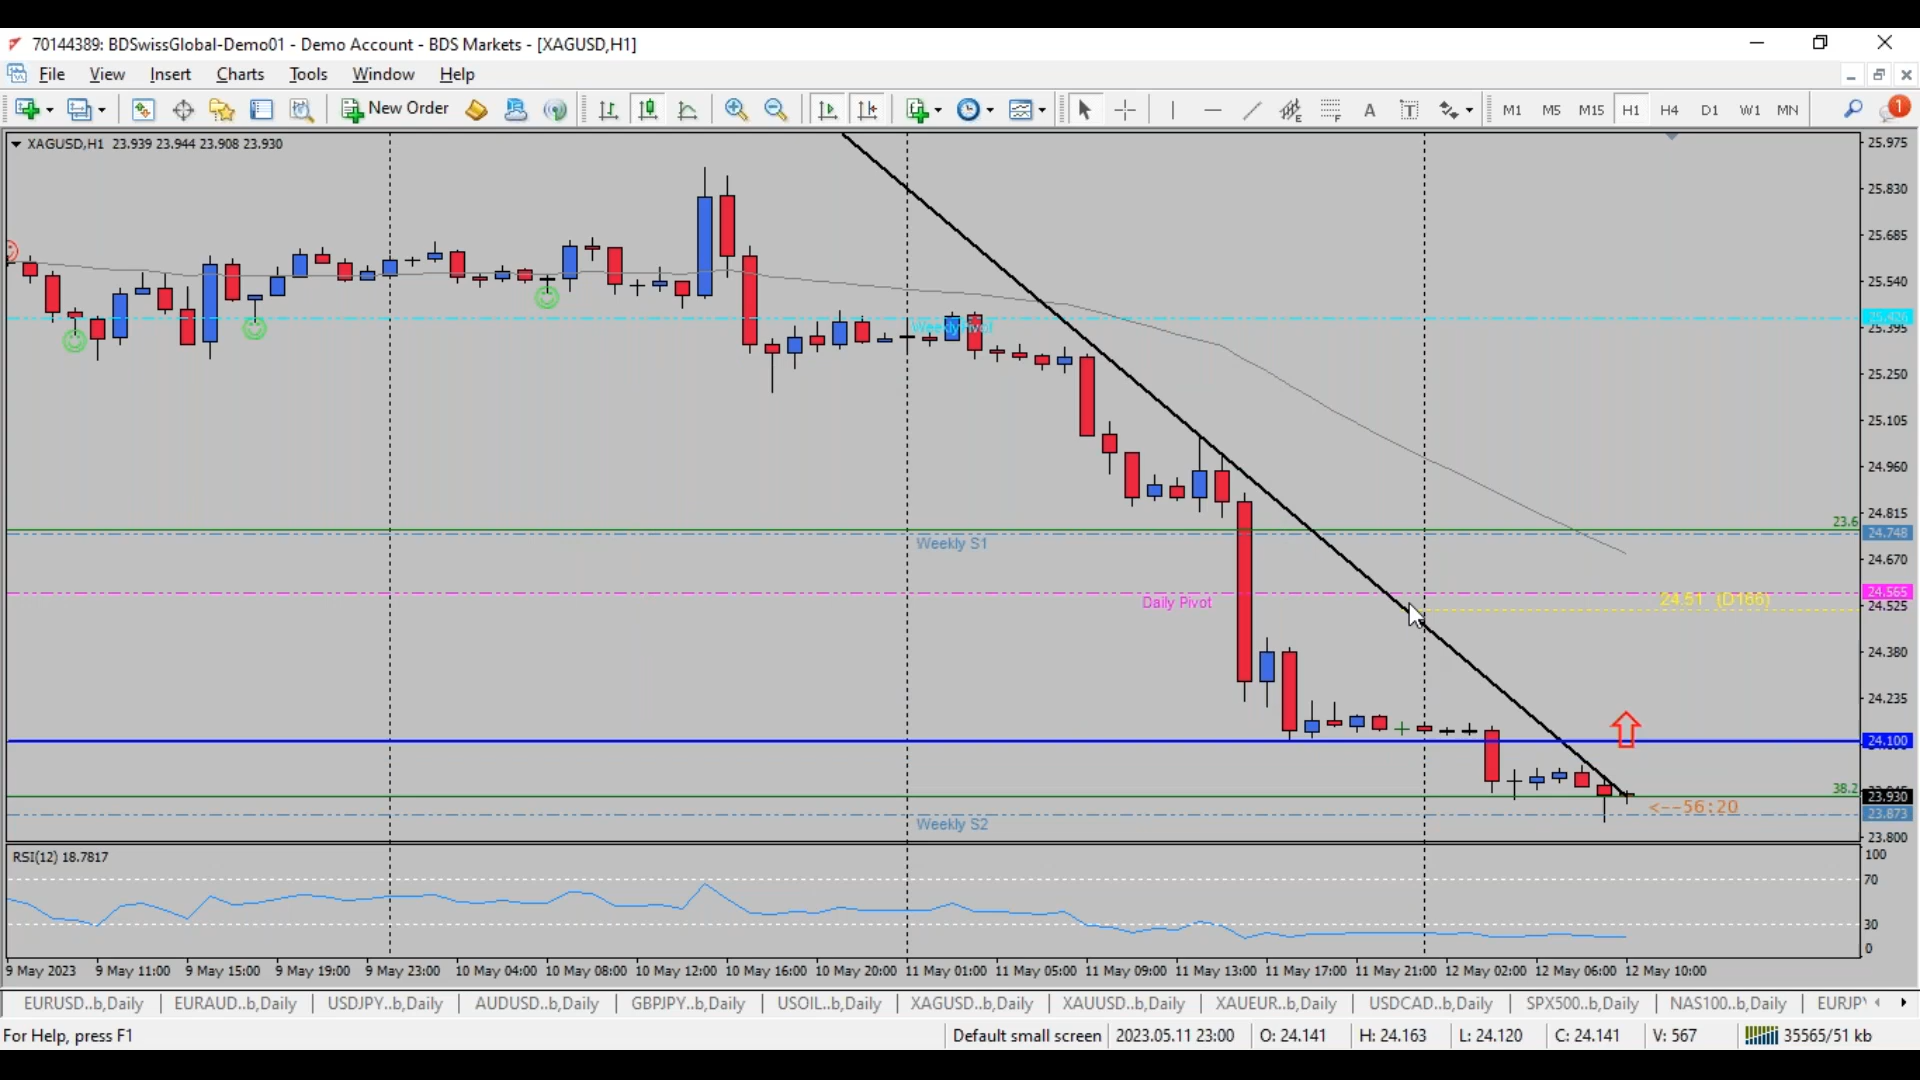 70144389: BDSwissGlobal-Demo01 - Demo Account - BDS Markets - [XAGUSD,H1]
File View Insert Charts Tools Window Help
New Order A T M1 M5 M15 H1 H4 D1 W1 MN 1
XAGUSD,H1 23.939 23.944 23.908 23.930
25.975
25.830
25.685
25.540
25.426
25.395
Weekly Pivot
25.250
25.105
24.960
24.815
23.6
24.748
Weekly S1
24.670
24.565
24.51 (D166)
Daily Pivot
24.525
24.380
24.235
24.100
38.2
23.930
<--56:20
23.873
Weekly S2
23.800
RSI(12) 18.7817
100
70
30
0
9 May 2023 9 May 11:00 9 May 15:00 9 May 19:00 9 May 23:00 10 May 04:00 10 May 08:00 10 May 12:00 10 May 16:00 10 May 20:00 11 May 01:00 11 May 05:00 11 May 09:00 11 May 13:00 11 May 17:00 11 May 21:00 12 May 02:00 12 May 06:00 12 May 10:00
EURUSD..b,Daily EURAUD..b,Daily USDJPY..b,Daily AUDUSD..b,Daily GBPJPY..b,Daily USOIL..b,Daily XAGUSD..b,Daily XAUUSD..b,Daily XAUEUR..b,Daily USDCAD..b,Daily SPX500..b,Daily NAS100..b,Daily EURJPY
For Help, press F1 Default small screen 2023.05.11 23:00 O: 24.141 H: 24.163 L: 24.120 C: 24.141 V: 567 35565/51 kb